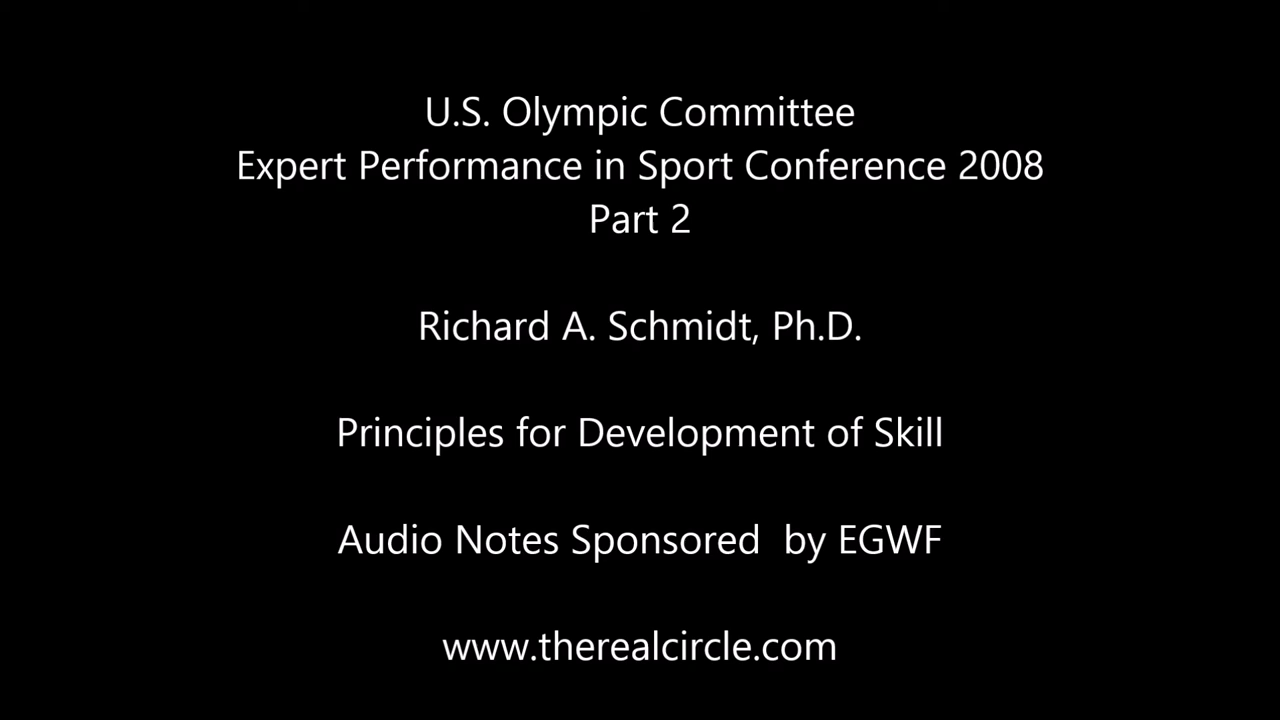 U.S. Olympic Committee
Expert Performance in Sport Conference 2008
Part 2
Richard A. Schmidt, Ph.D.
Principles for Development of Skill
Audio Notes Sponsored  by EGWF
www.therealcircle.com